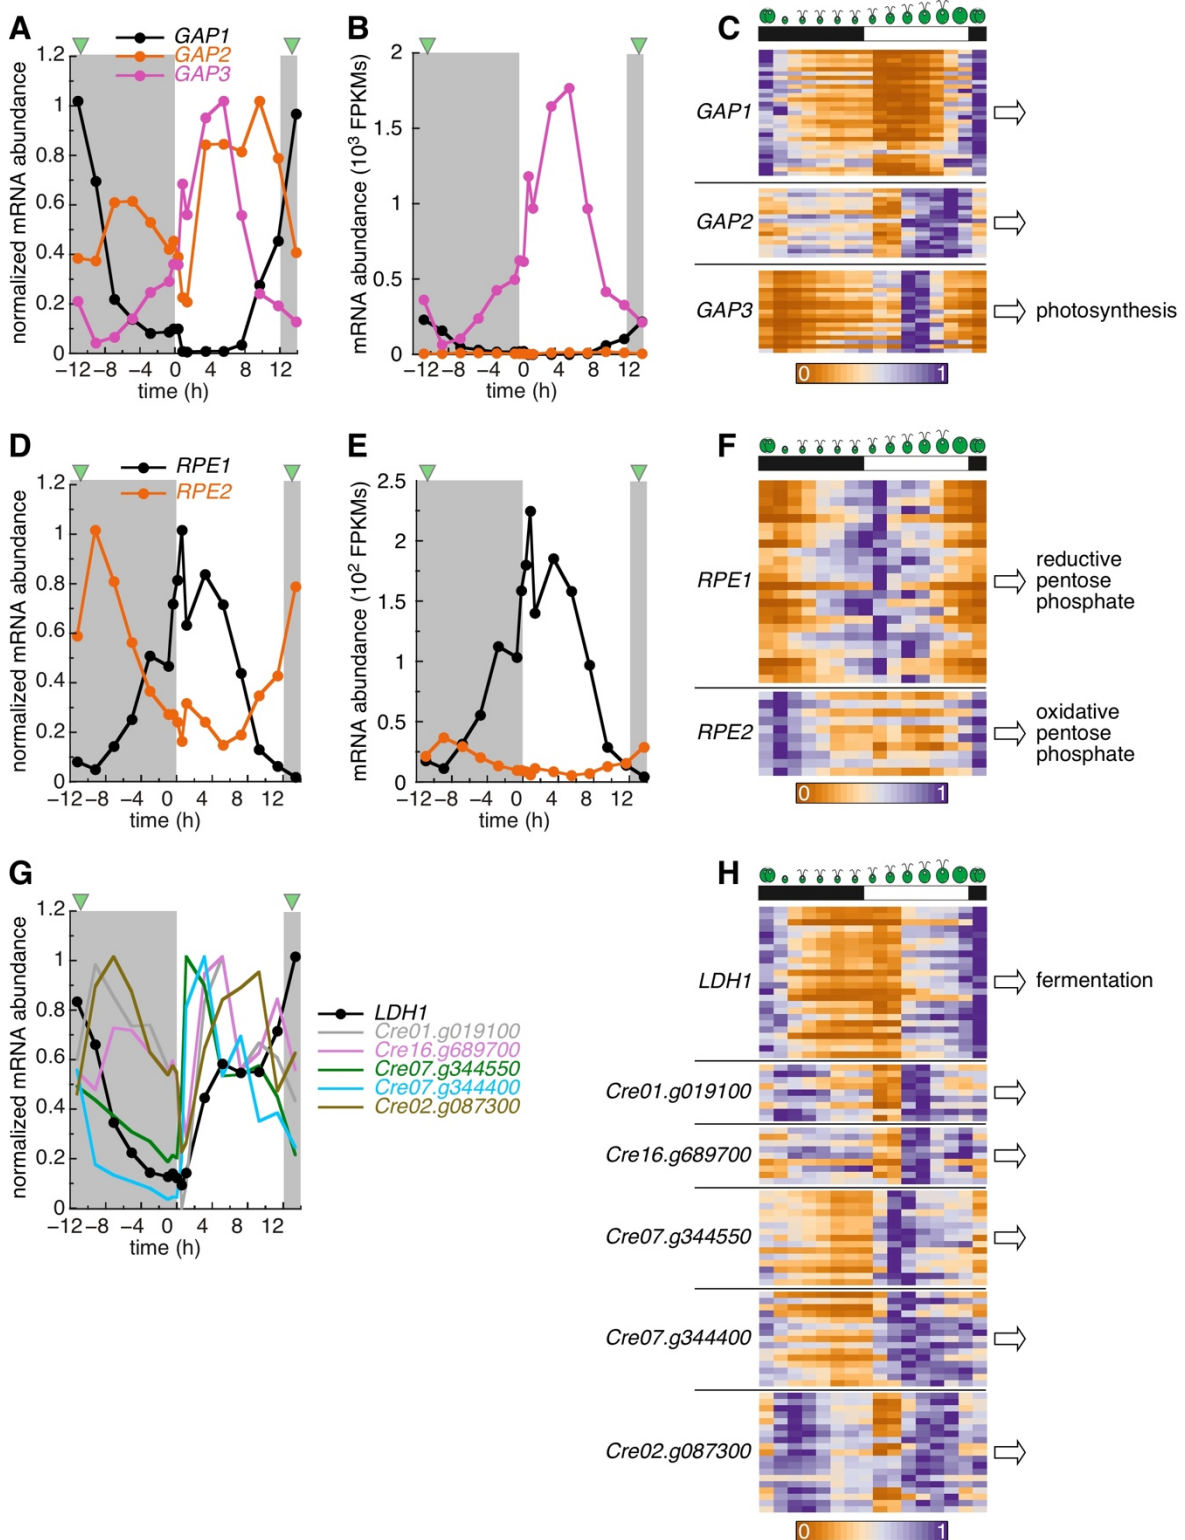 A
GAP1
GAP2
GAP3
normalized mRNA abundance
1.2
1
0.8
0.6
0.4
0.2
0
−12 −8 −4 0 4 8 12
time (h)
B
mRNA abundance (10³ FPKMs)
2
1.5
1
0.5
0
−12 −8 −4 0 4 8 12
time (h)
C
GAP1
GAP2
GAP3
photosynthesis
0 1
D
RPE1
RPE2
normalized mRNA abundance
1.2
1
0.8
0.6
0.4
0.2
0
−12 −8 −4 0 4 8 12
time (h)
E
mRNA abundance (10² FPKMs)
2.5
2
1.5
1
0.5
0
−12 −8 −4 0 4 8 12
time (h)
F
RPE1
reductive
pentose
phosphate
RPE2
oxidative
pentose
phosphate
0 1
G
normalized mRNA abundance
1.2
1
0.8
0.6
0.4
0.2
0
−12 −8 −4 0 4 8 12
time (h)
LDH1
Cre01.g019100
Cre16.g689700
Cre07.g344550
Cre07.g344400
Cre02.g087300
H
LDH1
fermentation
Cre01.g019100
Cre16.g689700
Cre07.g344550
Cre07.g344400
Cre02.g087300
0 1